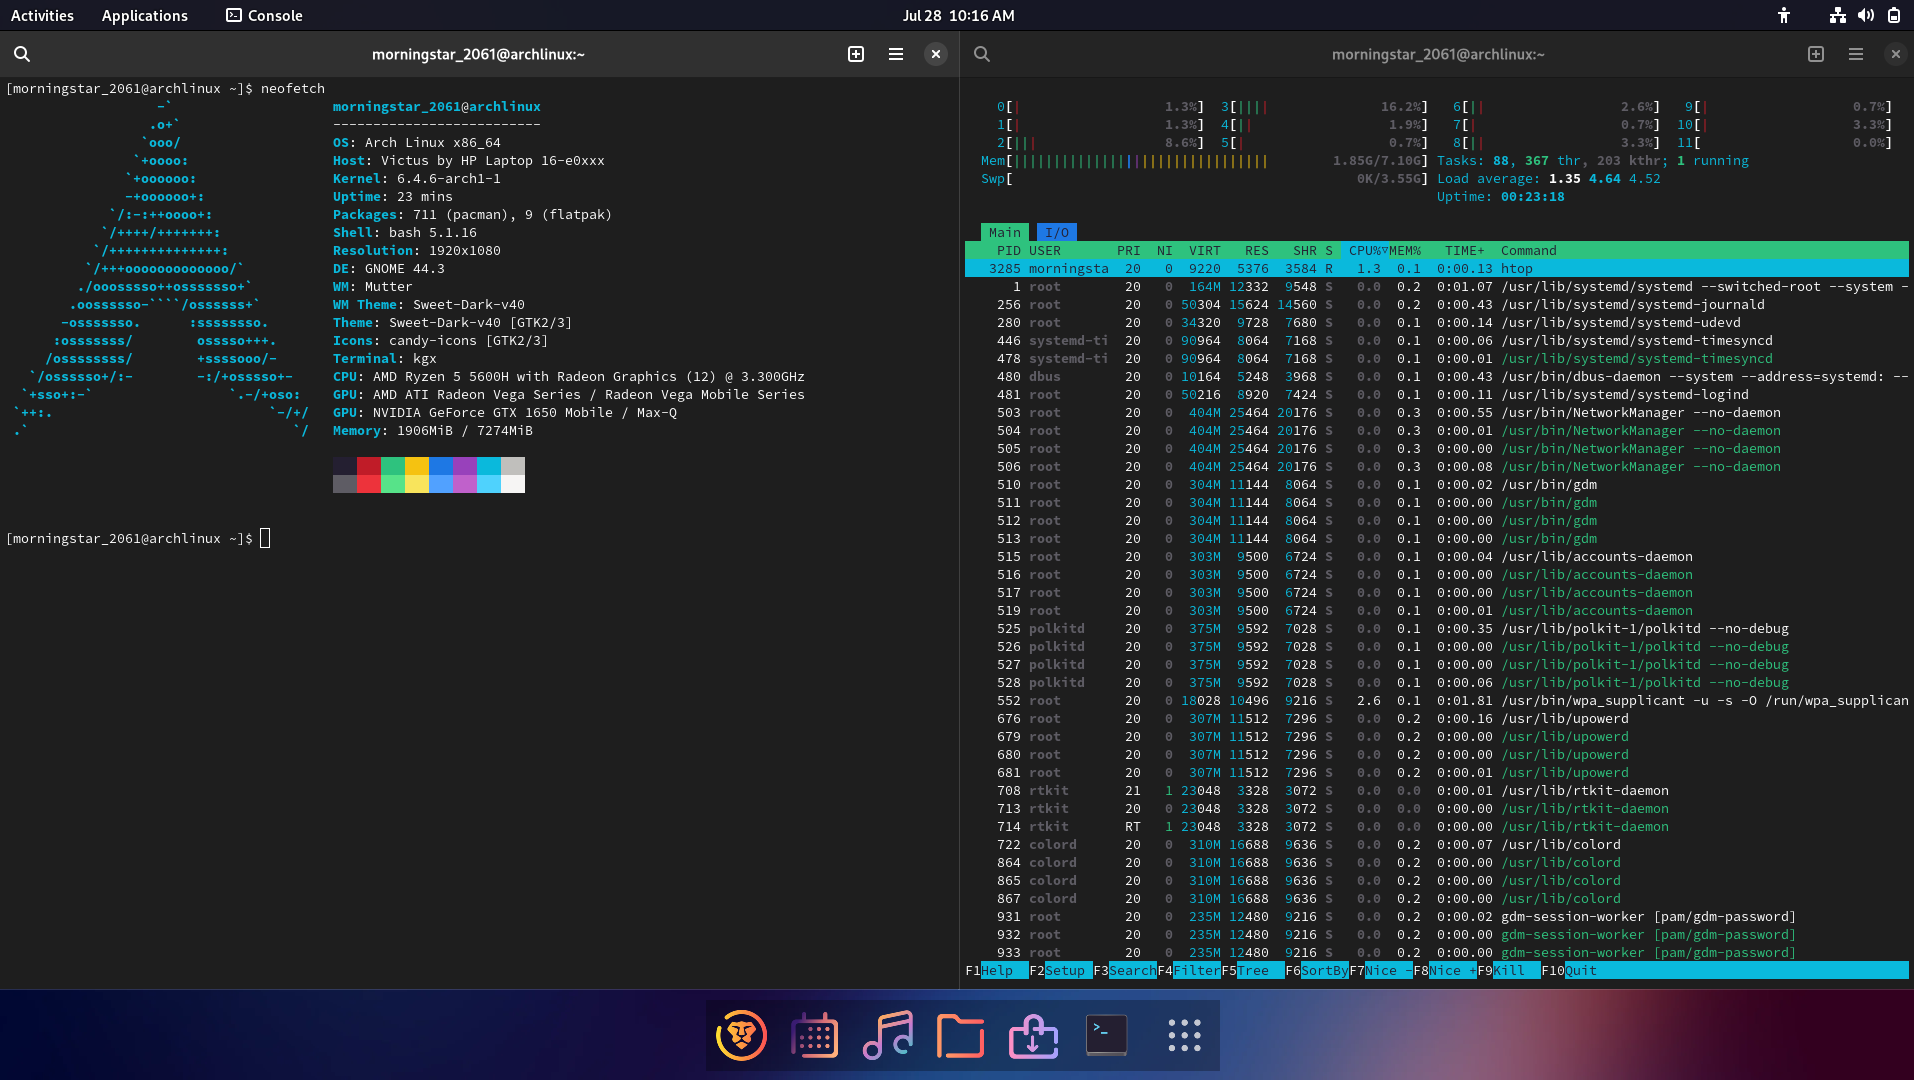 Activities Applications Console Jul 28 10:16 AM
morningstar_2061@archlinux:~
[morningstar_2061@archlinux ~]$ neofetch
morningstar_2061@archlinux
--------------------------
OS: Arch Linux x86_64
Host: Victus by HP Laptop 16-e0xxx
Kernel: 6.4.6-arch1-1
Uptime: 23 mins
Packages: 711 (pacman), 9 (flatpak)
Shell: bash 5.1.16
Resolution: 1920x1080
DE: GNOME 44.3
WM: Mutter
WM Theme: Sweet-Dark-v40
Theme: Sweet-Dark-v40 [GTK2/3]
Icons: candy-icons [GTK2/3]
Terminal: kgx
CPU: AMD Ryzen 5 5600H with Radeon Graphics (12) @ 3.300GHz
GPU: AMD ATI Radeon Vega Series / Radeon Vega Mobile Series
GPU: NVIDIA GeForce GTX 1650 Mobile / Max-Q
Memory: 1906MiB / 7274MiB
[morningstar_2061@archlinux ~]$
morningstar_2061@archlinux:~
0[| 1.3%] 3[|||| 16.2%] 6[|| 2.6%] 9[| 0.7%]
1[| 1.3%] 4[|| 1.9%] 7[| 0.7%] 10[| 3.3%]
2[||| 8.6%] 5[| 0.7%] 8[|| 3.3%] 11[ 0.0%]
Mem[|||||||||||||||||||||||||||||||| 1.85G/7.10G] Tasks: 88, 367 thr, 203 kthr; 1 running
Swp[ 0K/3.55G] Load average: 1.35 4.64 4.52
Uptime: 00:23:18
Main I/O
PID USER PRI NI VIRT RES SHR S CPU%▽MEM% TIME+ Command
3285 morningsta 20 0 9220 5376 3584 R 1.3 0.1 0:00.13 htop
1 root 20 0 164M 12332 9548 S 0.0 0.2 0:01.07 /usr/lib/systemd/systemd --switched-root --system -
256 root 20 0 50304 15624 14560 S 0.0 0.2 0:00.43 /usr/lib/systemd/systemd-journald
280 root 20 0 34320 9728 7680 S 0.0 0.1 0:00.14 /usr/lib/systemd/systemd-udevd
446 systemd-ti 20 0 90964 8064 7168 S 0.0 0.1 0:00.06 /usr/lib/systemd/systemd-timesyncd
478 systemd-ti 20 0 90964 8064 7168 S 0.0 0.1 0:00.01 /usr/lib/systemd/systemd-timesyncd
480 dbus 20 0 10164 5248 3968 S 0.0 0.1 0:00.43 /usr/bin/dbus-daemon --system --address=systemd: --
481 root 20 0 50216 8920 7424 S 0.0 0.1 0:00.11 /usr/lib/systemd/systemd-logind
503 root 20 0 404M 25464 20176 S 0.0 0.3 0:00.55 /usr/bin/NetworkManager --no-daemon
504 root 20 0 404M 25464 20176 S 0.0 0.3 0:00.01 /usr/bin/NetworkManager --no-daemon
505 root 20 0 404M 25464 20176 S 0.0 0.3 0:00.00 /usr/bin/NetworkManager --no-daemon
506 root 20 0 404M 25464 20176 S 0.0 0.3 0:00.08 /usr/bin/NetworkManager --no-daemon
510 root 20 0 304M 11144 8064 S 0.0 0.1 0:00.02 /usr/bin/gdm
511 root 20 0 304M 11144 8064 S 0.0 0.1 0:00.00 /usr/bin/gdm
512 root 20 0 304M 11144 8064 S 0.0 0.1 0:00.00 /usr/bin/gdm
513 root 20 0 304M 11144 8064 S 0.0 0.1 0:00.00 /usr/bin/gdm
515 root 20 0 303M 9500 6724 S 0.0 0.1 0:00.04 /usr/lib/accounts-daemon
516 root 20 0 303M 9500 6724 S 0.0 0.1 0:00.00 /usr/lib/accounts-daemon
517 root 20 0 303M 9500 6724 S 0.0 0.1 0:00.00 /usr/lib/accounts-daemon
519 root 20 0 303M 9500 6724 S 0.0 0.1 0:00.01 /usr/lib/accounts-daemon
525 polkitd 20 0 375M 9592 7028 S 0.0 0.1 0:00.35 /usr/lib/polkit-1/polkitd --no-debug
526 polkitd 20 0 375M 9592 7028 S 0.0 0.1 0:00.00 /usr/lib/polkit-1/polkitd --no-debug
527 polkitd 20 0 375M 9592 7028 S 0.0 0.1 0:00.00 /usr/lib/polkit-1/polkitd --no-debug
528 polkitd 20 0 375M 9592 7028 S 0.0 0.1 0:00.06 /usr/lib/polkit-1/polkitd --no-debug
552 root 20 0 18028 10496 9216 S 2.6 0.1 0:01.81 /usr/bin/wpa_supplicant -u -s -O /run/wpa_supplican
676 root 20 0 307M 11512 7296 S 0.0 0.2 0:00.16 /usr/lib/upowerd
679 root 20 0 307M 11512 7296 S 0.0 0.2 0:00.00 /usr/lib/upowerd
680 root 20 0 307M 11512 7296 S 0.0 0.2 0:00.00 /usr/lib/upowerd
681 root 20 0 307M 11512 7296 S 0.0 0.2 0:00.01 /usr/lib/upowerd
708 rtkit 21 1 23048 3328 3072 S 0.0 0.0 0:00.01 /usr/lib/rtkit-daemon
713 rtkit 20 0 23048 3328 3072 S 0.0 0.0 0:00.00 /usr/lib/rtkit-daemon
714 rtkit RT 1 23048 3328 3072 S 0.0 0.0 0:00.00 /usr/lib/rtkit-daemon
722 colord 20 0 310M 16688 9636 S 0.0 0.2 0:00.07 /usr/lib/colord
864 colord 20 0 310M 16688 9636 S 0.0 0.2 0:00.00 /usr/lib/colord
865 colord 20 0 310M 16688 9636 S 0.0 0.2 0:00.01 /usr/lib/colord
867 colord 20 0 310M 16688 9636 S 0.0 0.2 0:00.00 /usr/lib/colord
931 root 20 0 235M 12480 9216 S 0.0 0.2 0:00.02 gdm-session-worker [pam/gdm-password]
932 root 20 0 235M 12480 9216 S 0.0 0.2 0:00.00 gdm-session-worker [pam/gdm-password]
933 root 20 0 235M 12480 9216 S 0.0 0.2 0:00.00 gdm-session-worker [pam/gdm-password]
F1Help F2Setup F3SearchF4FilterF5Tree F6SortByF7Nice -F8Nice +F9Kill F10Quit